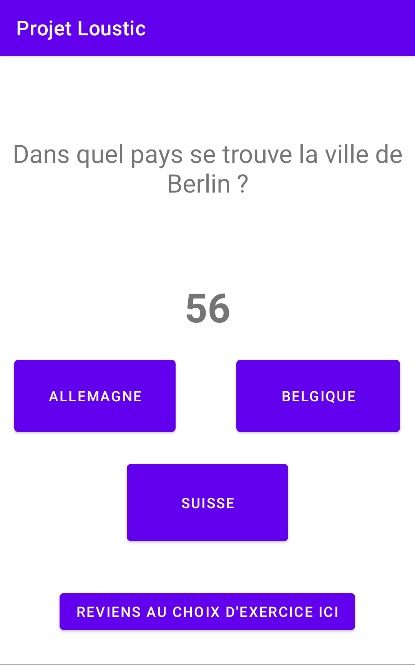 Projet Loustic
Dans quel pays se trouve la ville de
Berlin ?
56
ALLEMAGNE
BELGIQUE
SUISSE
REVIENS AU CHOIX D'EXERCICE ICI